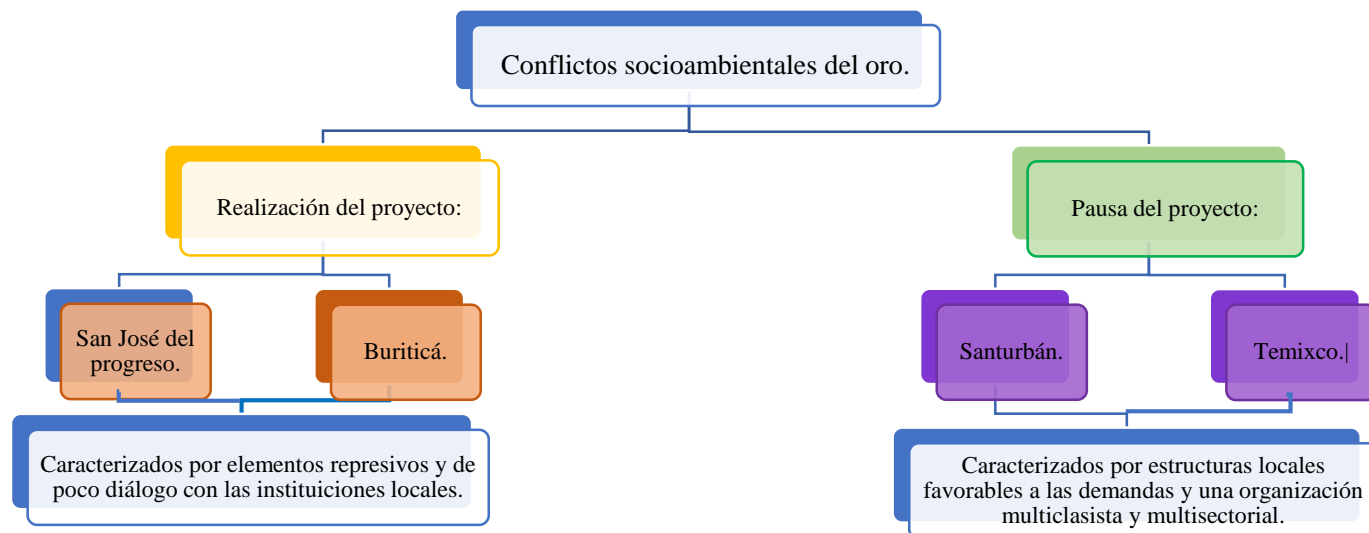 Conflictos socioambientales del oro.
Realización del proyecto:
Pausa del proyecto:
San José del
progreso.
Buriticá.
Santurbán.
Temixco.|
Caracterizados por elementos represivos y de
poco diálogo con las instituiciones locales.
Caracterizados por estructuras locales
favorables a las demandas y una organización
multiclasista y multisectorial.